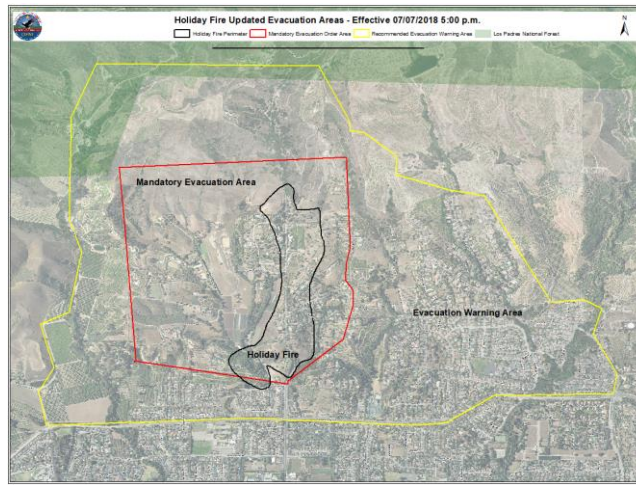 Holiday Fire Updated Evacuation Areas - Effective 07/07/2018 5:00 p.m.
Holiday Fire Perimeter Mandatory Evacuation Order Area Recommended Evacuation Warning Area Los Padres National Forest
N
Mandatory Evacuation Area
Evacuation Warning Area
Holiday Fire